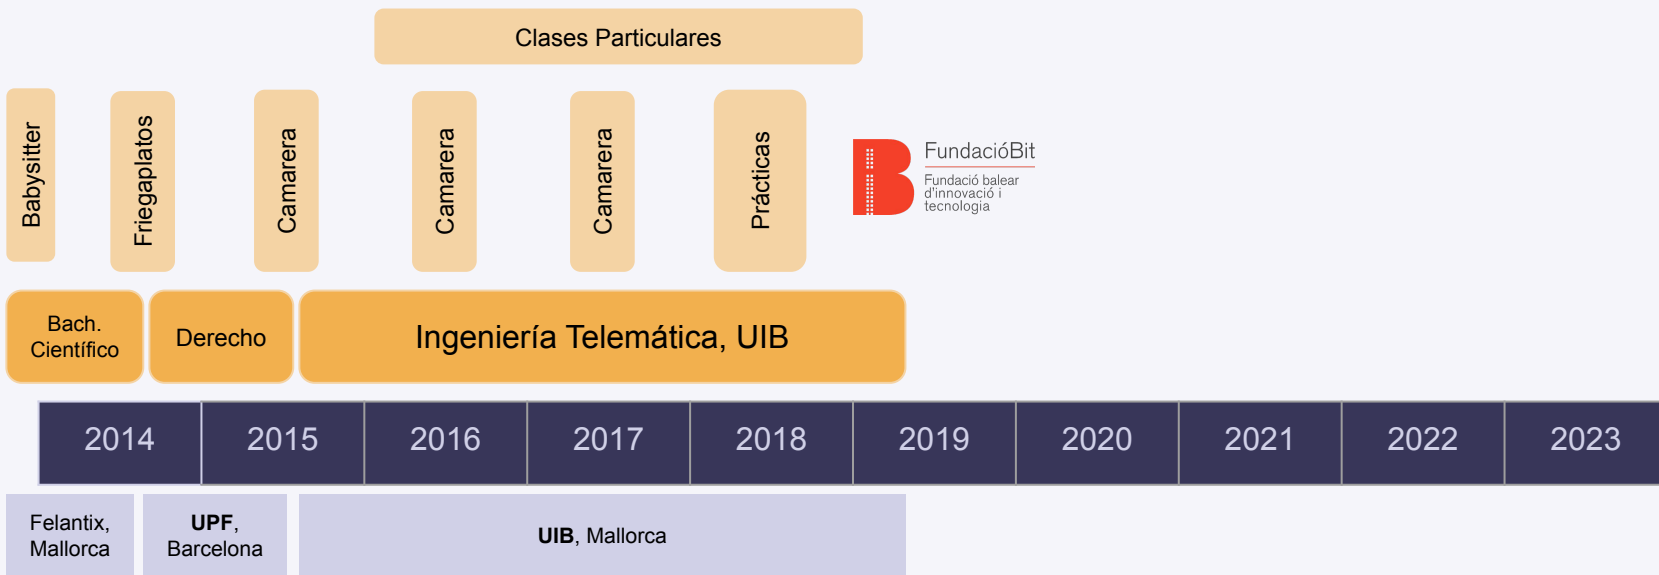 Clases Particulares
Babysitter
Friegaplatos
Camarera
Camarera
Camarera
Prácticas
FundacióBit
Fundació balear
d'innovació i
tecnologia
Bach.
Científico
Derecho
Ingeniería Telemática, UIB
2014
2015
2016
2017
2018
2019
2020
2021
2022
2023
Felantix,
Mallorca
UPF,
Barcelona
UIB, Mallorca